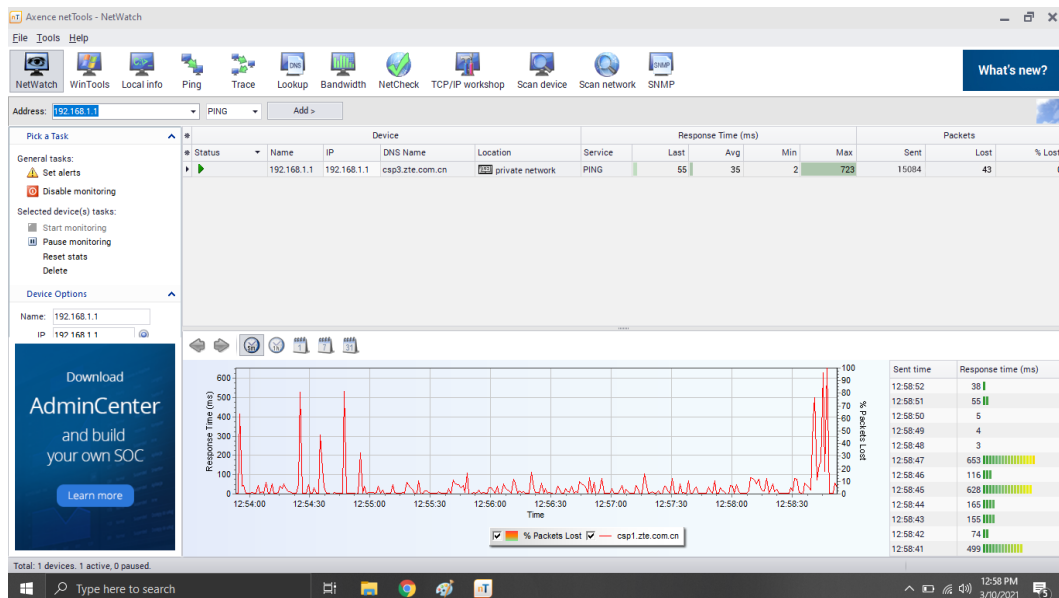 nT Axence netTools - NetWatch
File Tools Help
NetWatch WinTools Local info Ping Trace Lookup Bandwidth NetCheck TCP/IP workshop Scan device Scan network SNMP
What's new?
Address: 192.168.1.1 PING Add >
Pick a Task
General tasks:
Set alerts
Disable monitoring
Selected device(s) tasks:
Start monitoring
Pause monitoring
Reset stats
Delete
Device Options
Name: 192.168.1.1
IP 192.168.1.1
Device Response Time (ms) Packets
Status Name IP DNS Name Location Service Last Avg Min Max Sent Lost % Lost
192.168.1.1 192.168.1.1 csp3.zte.com.cn private network PING 55 35 2 723 15084 43
Download
AdminCenter
and build
your own SOC
Learn more
1h 1 7 31
Response Time (ms)
600
500
400
300
200
100
0
100
90
80
70
60
50
40
30
20
10
0
% Packets Lost
12:54:00 12:54:30 12:55:00 12:55:30 12:56:00 12:56:30 12:57:00 12:57:30 12:58:00 12:58:30
Time
% Packets Lost csp1.zte.com.cn
Sent time Response time (ms)
12:58:52 38
12:58:51 55
12:58:50 5
12:58:49 4
12:58:48 3
12:58:47 653
12:58:46 116
12:58:45 628
12:58:44 165
12:58:43 155
12:58:42 74
12:58:41 499
Total: 1 devices. 1 active, 0 paused.
Type here to search
nT
12:58 PM
3/10/2021
5